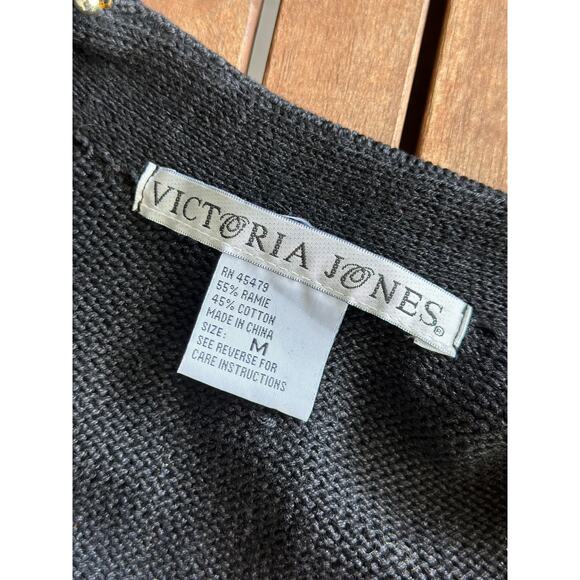 VICTORIA JONES®
RN 45479
55% RAMIE
45% COTTON
MADE IN CHINA
SIZE: M
SEE REVERSE FOR
CARE INSTRUCTIONS